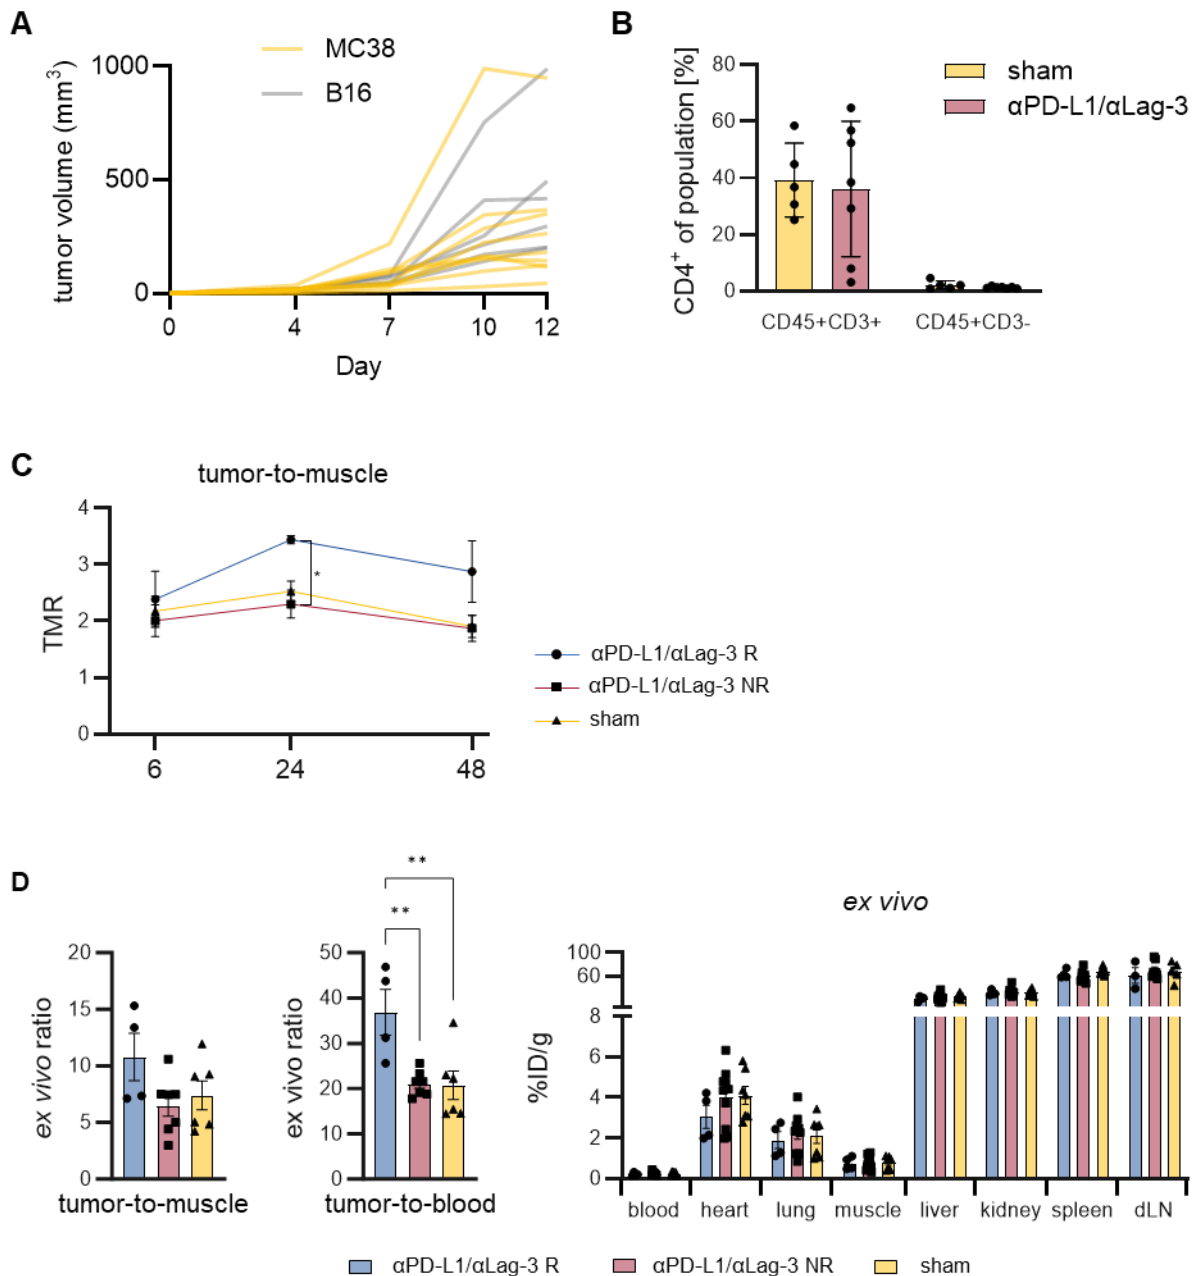 A
MC38
B16
tumor volume (mm³)
1000
500
0
0 4 7 10 12
Day
B
CD4⁺ of population [%]
80
60
40
20
0
sham
αPD-L1/αLag-3
CD45+CD3+ CD45+CD3-
C
tumor-to-muscle
TMR
4
3
2
1
0
*
6 24 48
αPD-L1/αLag-3 R
αPD-L1/αLag-3 NR
sham
D
ex vivo ratio
20
15
10
5
0
tumor-to-muscle
ex vivo ratio
50
40
30
20
10
0
**
**
tumor-to-blood
ex vivo
%ID/g
100
60
8
6
4
2
0
blood heart lung muscle liver kidney spleen dLN
αPD-L1/αLag-3 R αPD-L1/αLag-3 NR sham